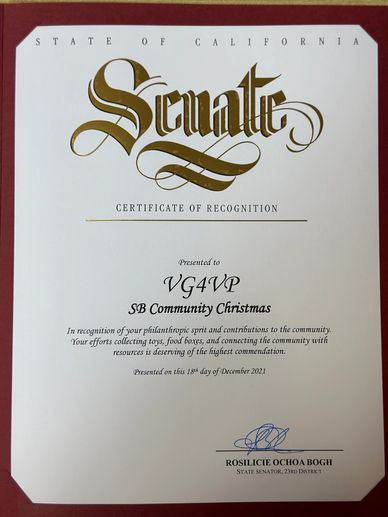 STATE OF CALIFORNIA
Senate
CERTIFICATE OF RECOGNITION
Presented to
VG4VP
SB Community Christmas
In recognition of your philanthropic sprit and contributions to the community.
Your efforts collecting toys, food boxes, and connecting the community with
resources is deserving of the highest commendation.
Presented on this 18th day of December 2021
ROSILICIE OCHOA BOGH
STATE SENATOR, 23RD DISTRICT